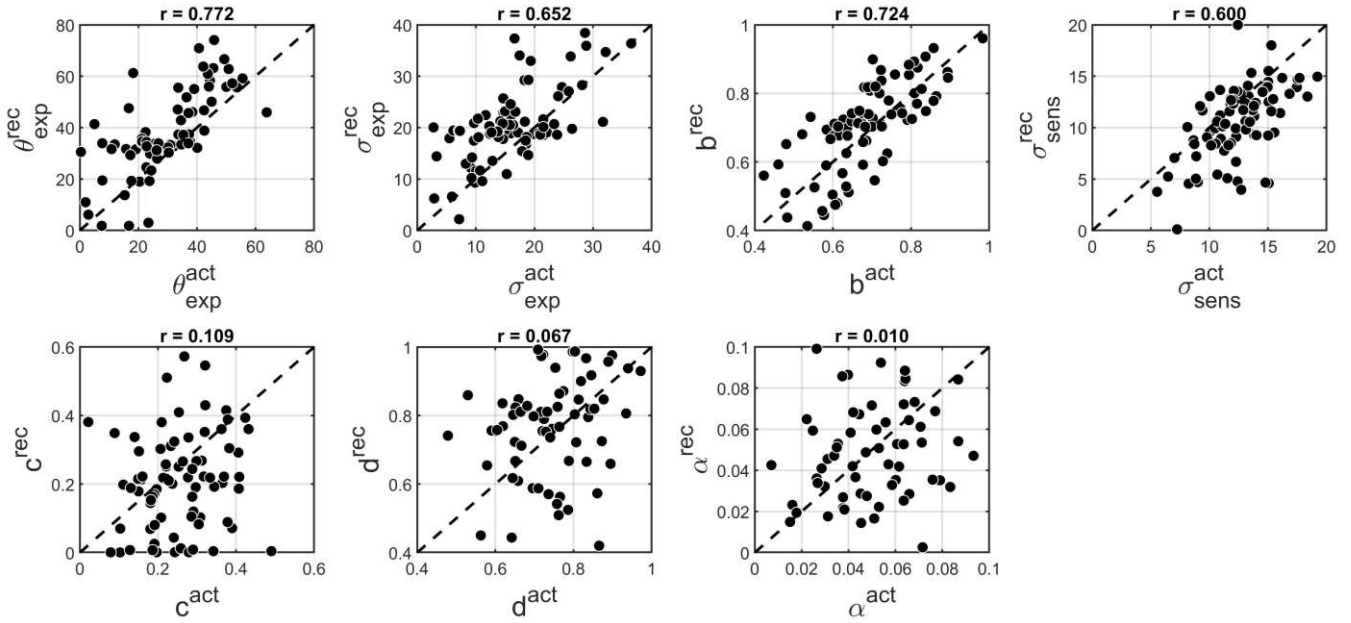 r = 0.772
80
60
40
20
0
0 20 40 60 80
θ^rec_exp
θ^act_exp
r = 0.652
40
30
20
10
0
0 10 20 30 40
σ^rec_exp
σ^act_exp
r = 0.724
1
0.8
0.6
0.4
0.4 0.6 0.8 1
b^rec
b^act
r = 0.600
20
15
10
5
0
0 5 10 15 20
σ^rec_sens
σ^act_sens
r = 0.109
0.6
0.4
0.2
0
0 0.2 0.4 0.6
c^rec
c^act
r = 0.067
1
0.8
0.6
0.4
0.4 0.6 0.8 1
d^rec
d^act
r = 0.010
0.1
0.08
0.06
0.04
0.02
0
0 0.02 0.04 0.06 0.08 0.1
α^rec
α^act